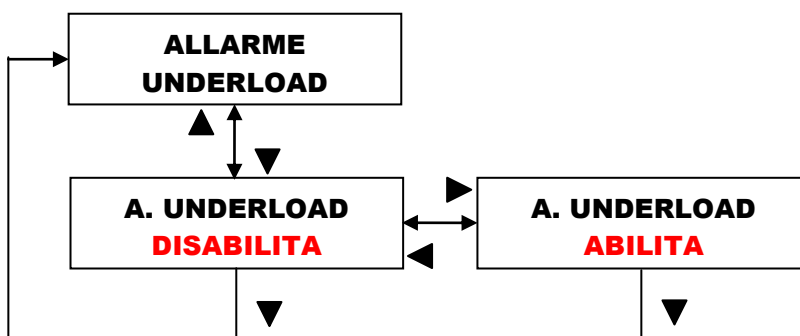 ALLARME
UNDERLOAD
A. UNDERLOAD
DISABILITA
A. UNDERLOAD
ABILITA